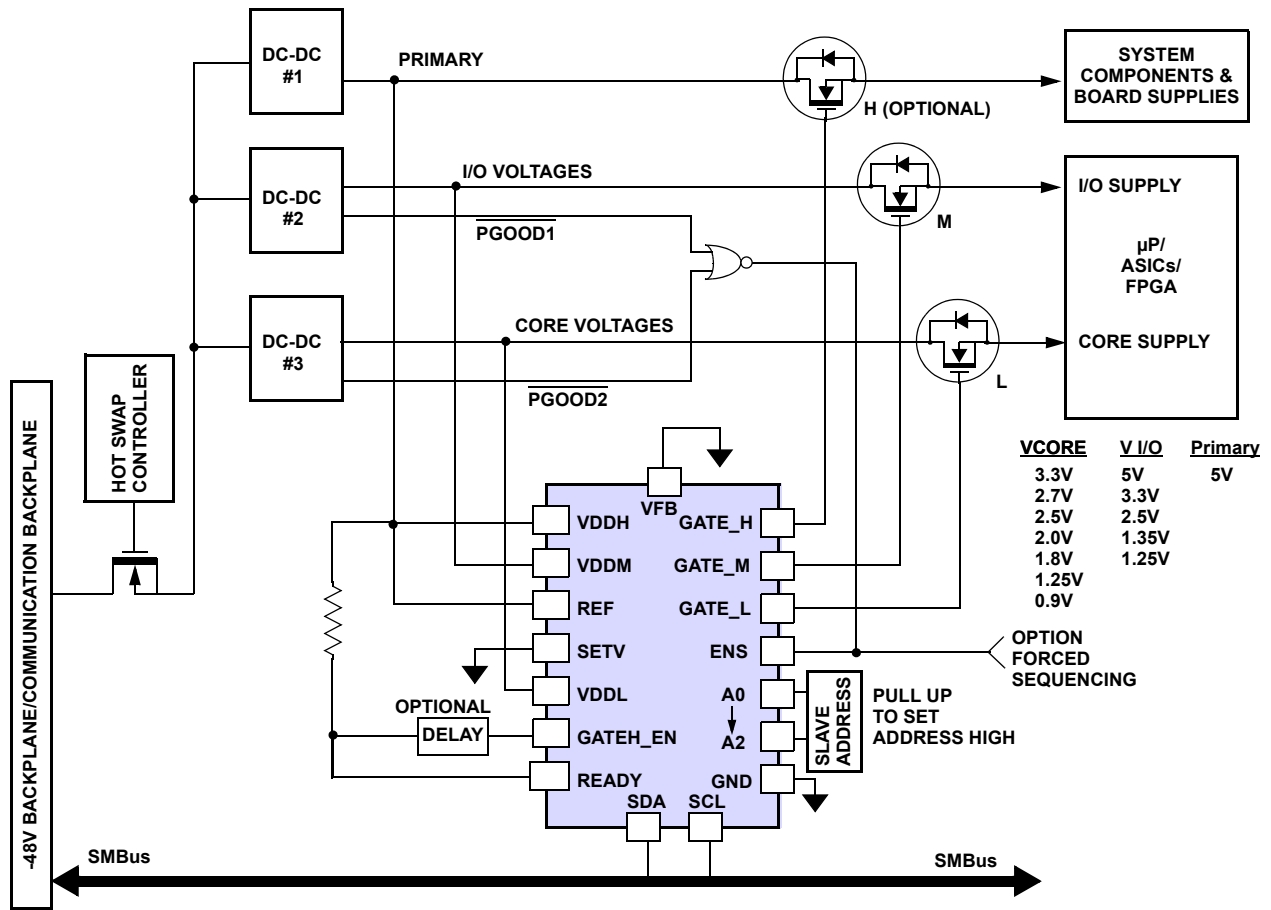 DC-DC
#1
PRIMARY
H (OPTIONAL)
SYSTEM
COMPONENTS &
BOARD SUPPLIES
DC-DC
#2
I/O VOLTAGES
PGOOD1
M
I/O SUPPLY
µP/
ASICs/
FPGA
CORE SUPPLY
DC-DC
#3
CORE VOLTAGES
PGOOD2
L
HOT SWAP
CONTROLLER
-48V BACKPLANE/COMMUNICATION BACKPLANE
VCORE V I/O Primary
3.3V 5V 5V
2.7V 3.3V
2.5V 2.5V
2.0V 1.35V
1.8V 1.25V
1.25V
0.9V
VFB
VDDH GATE_H
VDDM GATE_M
REF GATE_L
SETV ENS
VDDL A0
GATEH_EN A2
READY GND
SDA SCL
OPTIONAL
DELAY
OPTION
FORCED
SEQUENCING
SLAVE
ADDRESS
PULL UP
TO SET
ADDRESS HIGH
SMBus SMBus